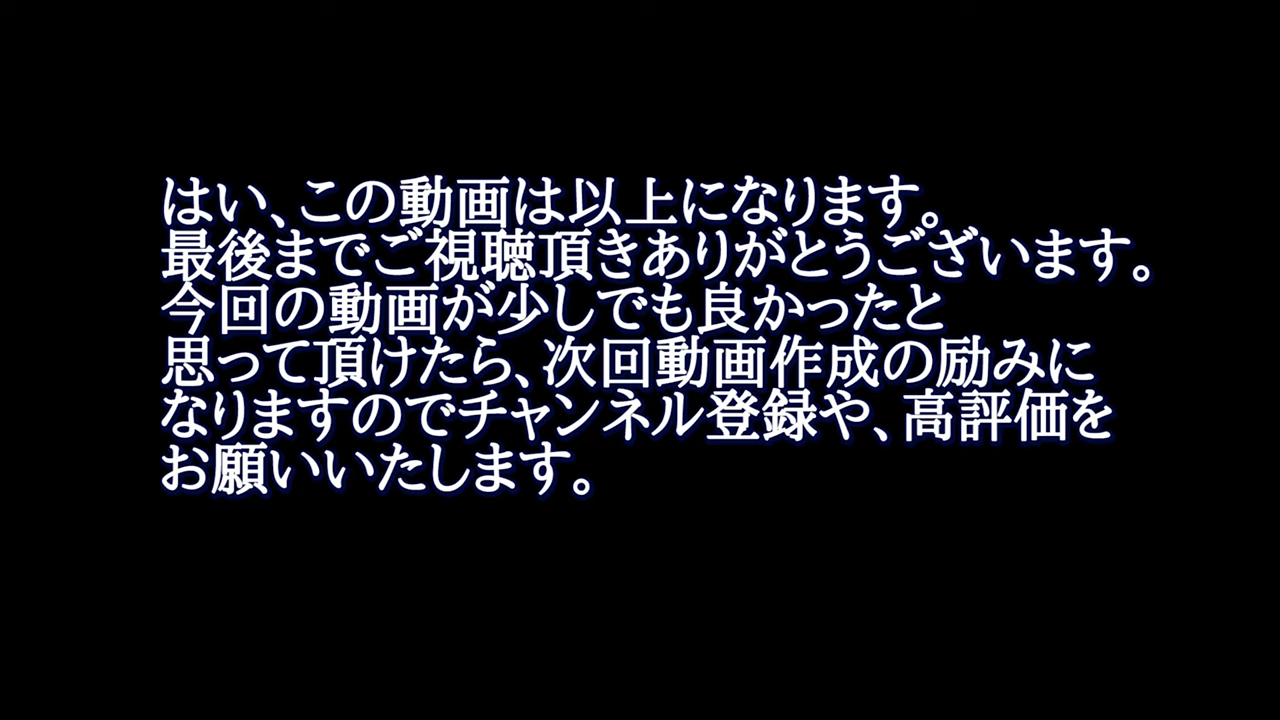 はい、この動画は以上になります。
最後までご視聴頂きありがとうございます。
今回の動画が少しでも良かったと
思って頂けたら、次回動画作成の励みに
なりますのでチャンネル登録や、高評価を
お願いいたします。